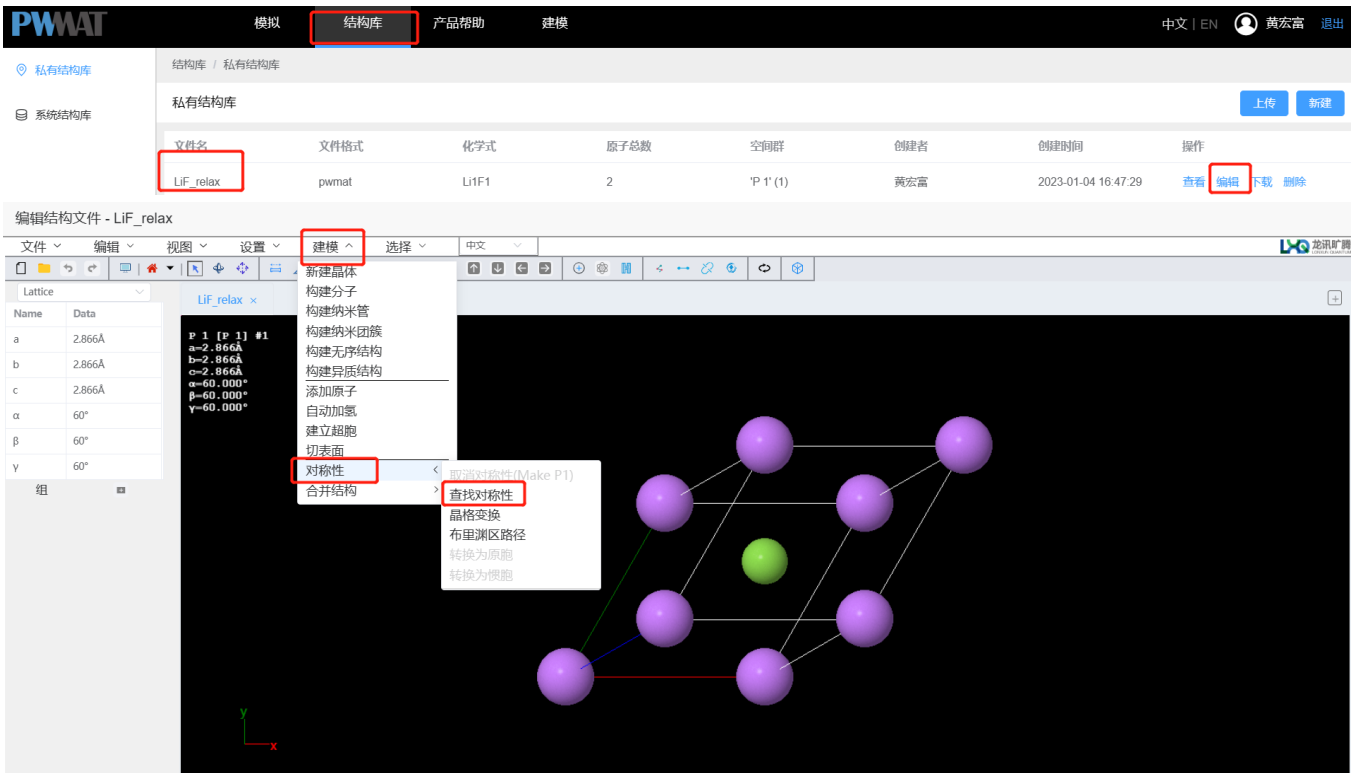 PWMAT 模拟 结构库 产品帮助 建模 中文 | EN 黄宏富 退出
私有结构库
系统结构库
结构库 / 私有结构库
私有结构库 上传 新建
文件名 文件格式 化学式 原子总数 空间群 创建者 创建时间 操作
LiF_relax pwmat Li1F1 2 'P 1' (1) 黄宏富 2023-01-04 16:47:29 查看 编辑 下载 删除
编辑结构文件 - LiF_relax
文件 编辑 视图 设置 建模 选择 中文 龙讯旷腾
Lattice
Name Data
a 2.866Å
b 2.866Å
c 2.866Å
α 60°
β 60°
γ 60°
组
LiF_relax ×
P 1 [P 1] #1
a=2.866Å
b=2.866Å
c=2.866Å
α=60.000°
β=60.000°
γ=60.000°
新建晶体
构建分子
构建纳米管
构建纳米团簇
构建无序结构
构建异质结构
添加原子
自动加氢
建立超胞
切表面
对称性
合并结构
取消对称性(Make P1)
查找对称性
晶格变换
布里渊区路径
转换为原胞
转换为惯胞
y
x